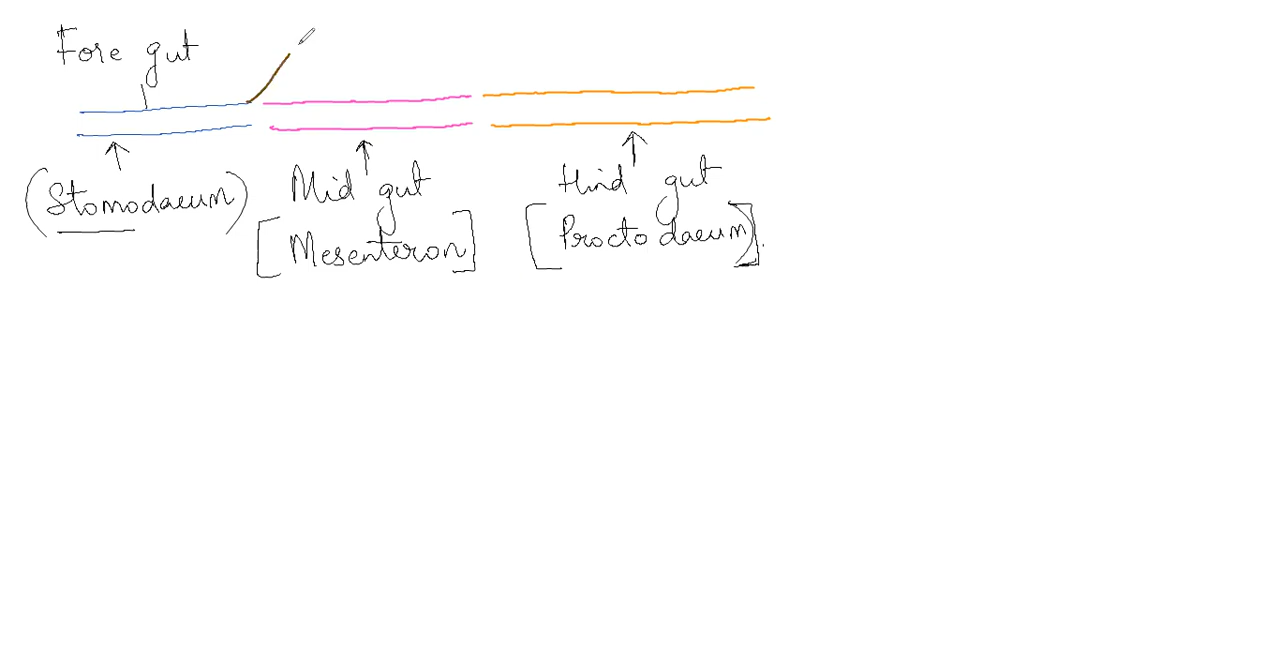 Fore gut
(Stomodaeum)
Mid gut
[Mesenteron]
Hind gut
[Proctodaeum)].